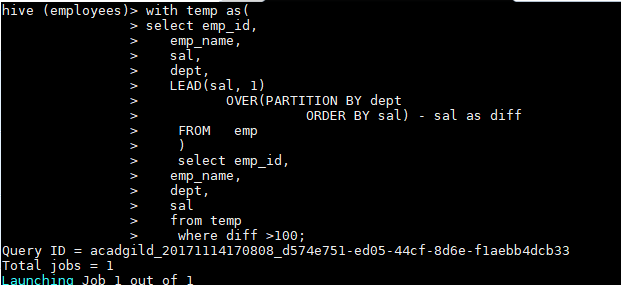 hive (employees)> with temp as(
> select emp_id,
> emp_name,
> sal,
> dept,
> LEAD(sal, 1)
> OVER(PARTITION BY dept
> ORDER BY sal) - sal as diff
> FROM emp
> )
> select emp_id,
> emp_name,
> dept,
> sal
> from temp
> where diff >100;
Query ID = acadgild_20171114170808_d574e751-ed05-44cf-8d6e-f1aebb4dcb33
Total jobs = 1
Launching Job 1 out of 1